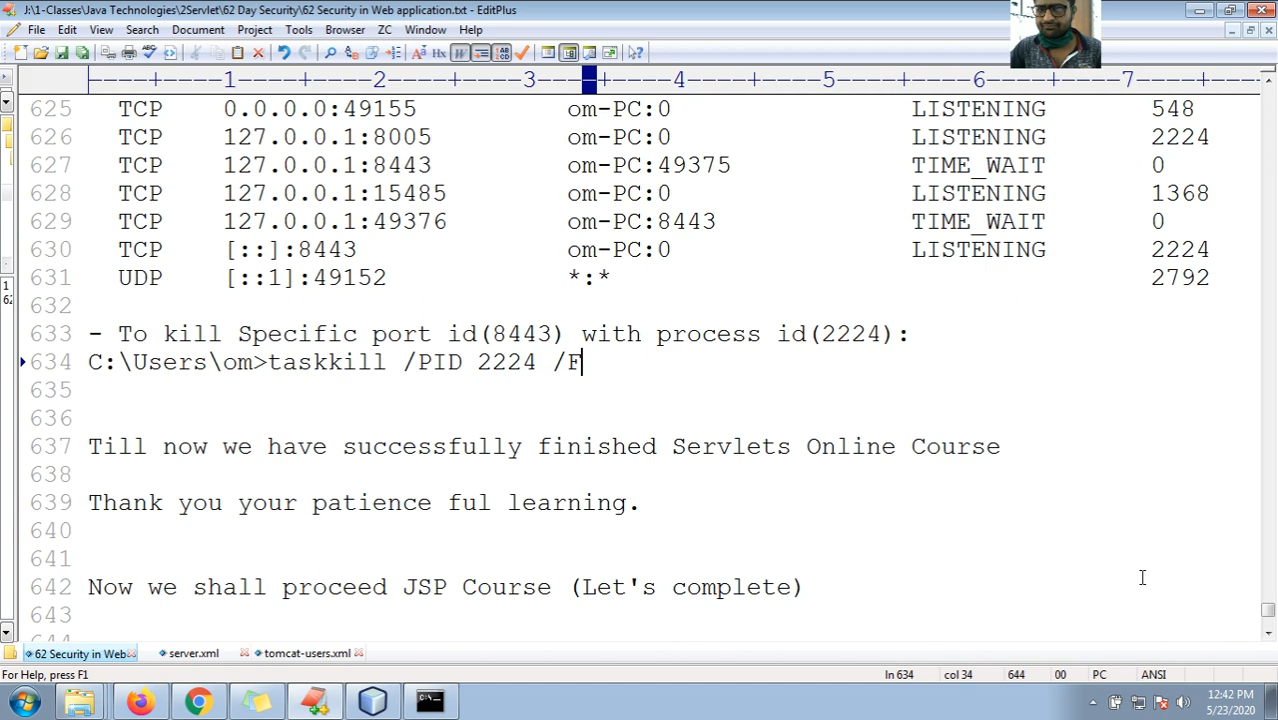 J:\1-Classes\Java Technologies\2Servlet\62 Day Security\62 Security in Web application.txt - EditPlus
File Edit View Search Document Project Tools Browser ZC Window Help
----+----1----+----2----+----3----+----4----+----5----+----6----+----7----+--
625 TCP 0.0.0.0:49155 om-PC:0 LISTENING 548
626 TCP 127.0.0.1:8005 om-PC:0 LISTENING 2224
627 TCP 127.0.0.1:8443 om-PC:49375 TIME_WAIT 0
628 TCP 127.0.0.1:15485 om-PC:0 LISTENING 1368
629 TCP 127.0.0.1:49376 om-PC:8443 TIME_WAIT 0
630 TCP [::]:8443 om-PC:0 LISTENING 2224
631 UDP [::1]:49152 *:* 2792
632
633 - To kill Specific port id(8443) with process id(2224):
634 C:\Users\om>taskkill /PID 2224 /F
635
636
637 Till now we have successfully finished Servlets Online Course
638
639 Thank you your patience ful learning.
640
641
642 Now we shall proceed JSP Course (Let's complete)
643
644
62 Security in Web server.xml tomcat-users.xml
For Help, press F1 ln 634 col 34 644 00 PC ANSI
12:42 PM
5/23/2020